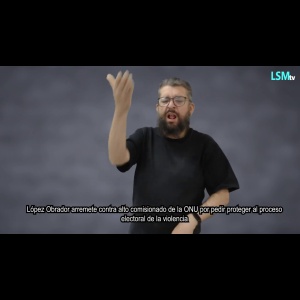 LSMtv
López Obrador arremete contra alto comisionado de la ONU por pedir proteger al proceso
electoral de la violencia